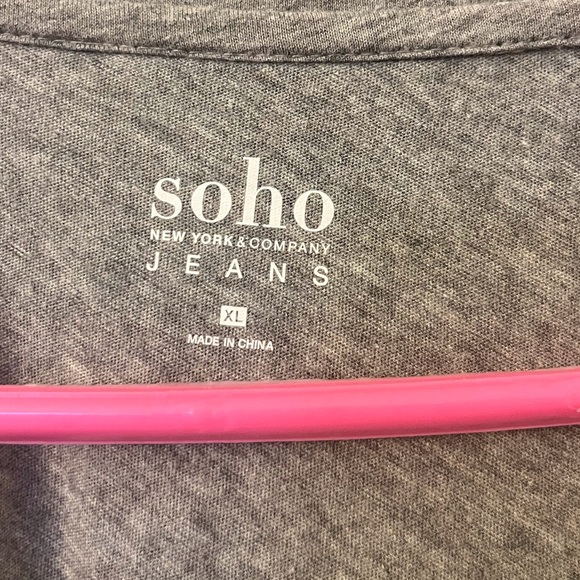 soho
NEW YORK & COMPANY
JEANS
XL
MADE IN CHINA